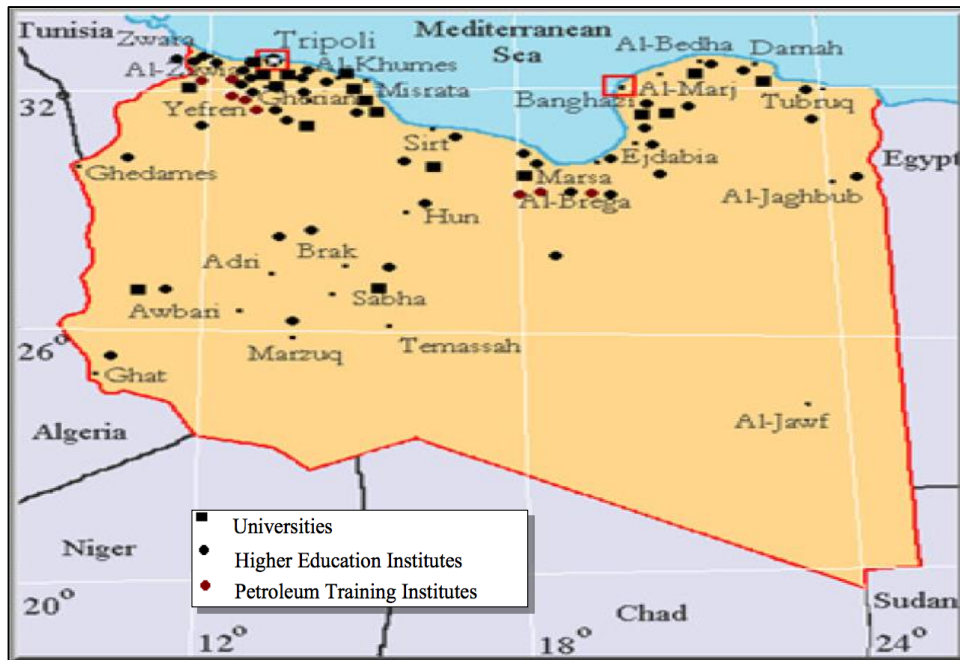 Tunisia
Mediterranean
Sea
Zwara
Tripoli
Al-Bedha
Damah
Al-Zawia
Al-Khumes
32
Misrata
Banghazi
Al-Marj
Tubruq
Gherian
Yefren
Sirt
Ejdabia
Egypt
Ghedames
Marsa
Al-Brega
Al-Jaghbub
Hun
Brak
Adri
Sabha
Awbari
26°
Marzuq
Temassah
Ghat
Al-Jawf
Algeria
Universities
Niger
Higher Education Institutes
Petroleum Training Institutes
20°
Chad
Sudan
12°
18°
24°